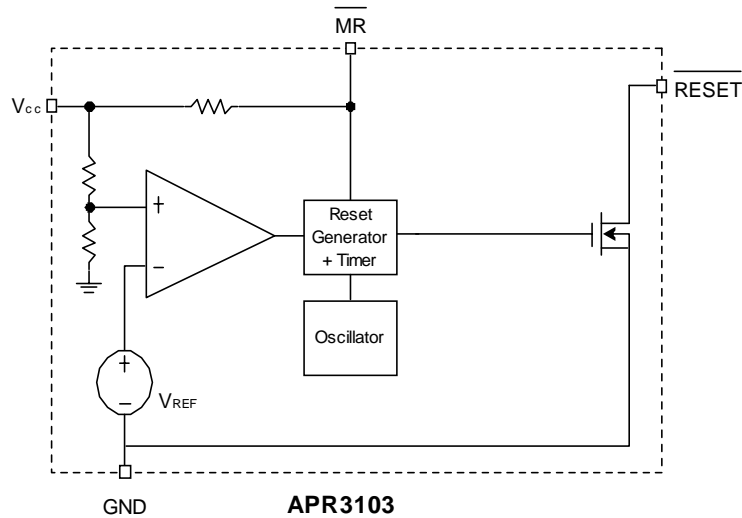 MR
RESET
Vcc
+
Reset
Generator
+ Timer
−
Oscillator
+
VREF
−
GND
APR3103